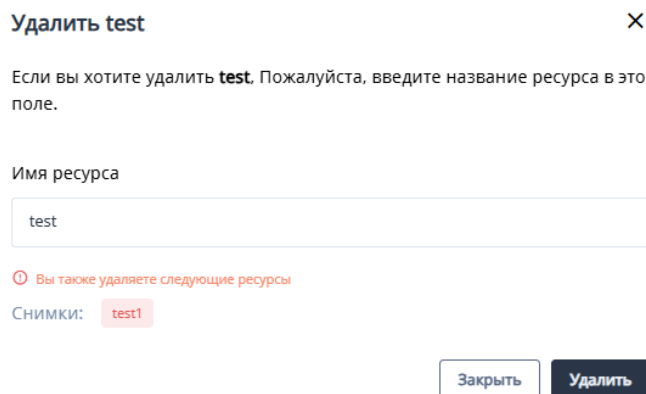 Удалить test
Если вы хотите удалить test, Пожалуйста, введите название ресурса в это
поле.
Имя ресурса
test
Вы также удаляете следующие ресурсы
Снимки: test1
Закрыть Удалить